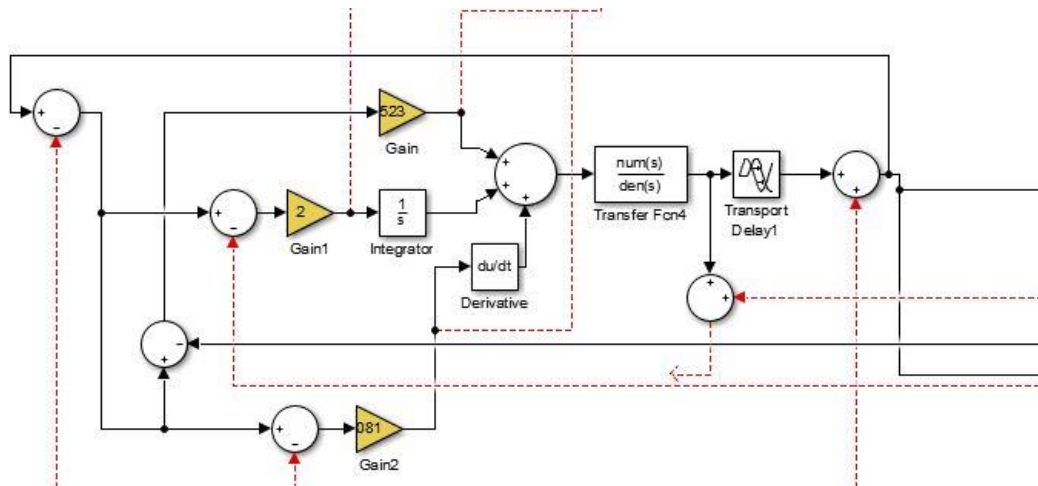 523
Gain
2
Gain1
1
s
Integrator
du/dt
Derivative
num(s)
den(s)
Transfer Fcn4
Transport
Delay1
081
Gain2